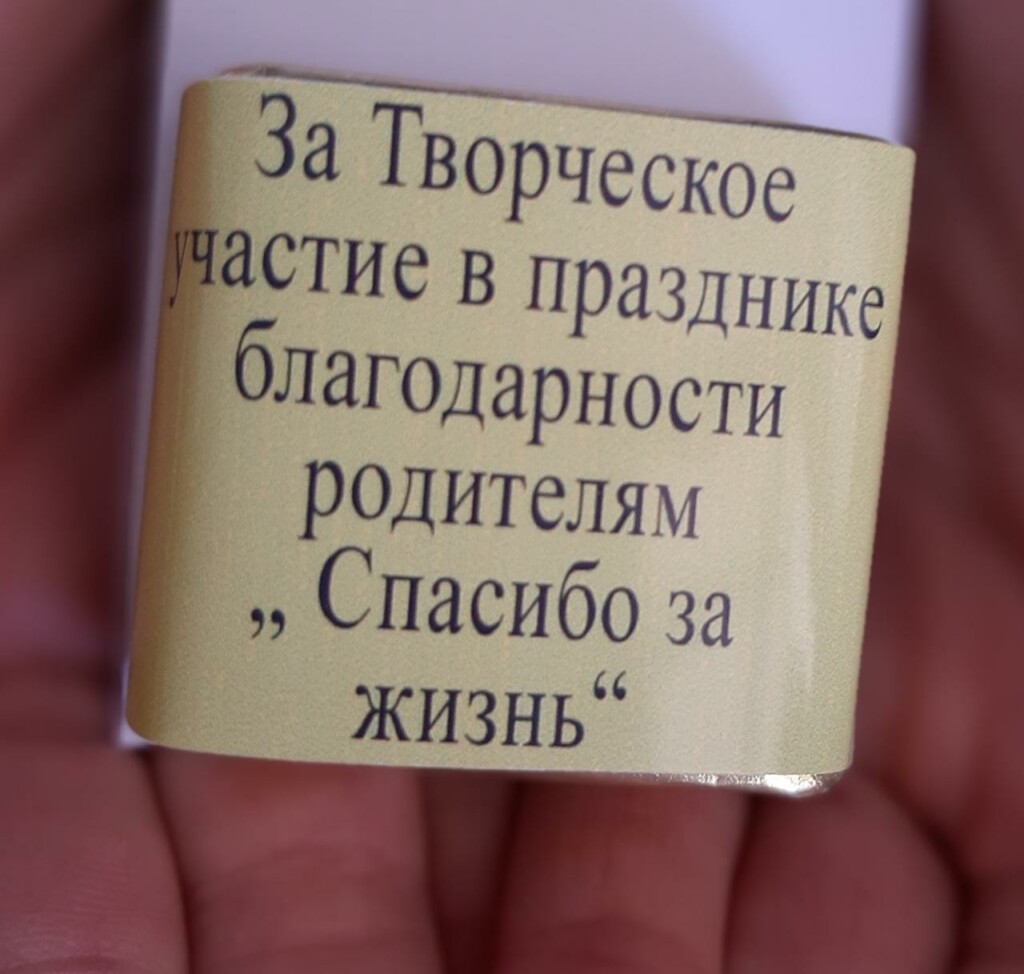 За Творческое
участие в празднике
благодарности
родителям
„ Спасибо за
жизнь“